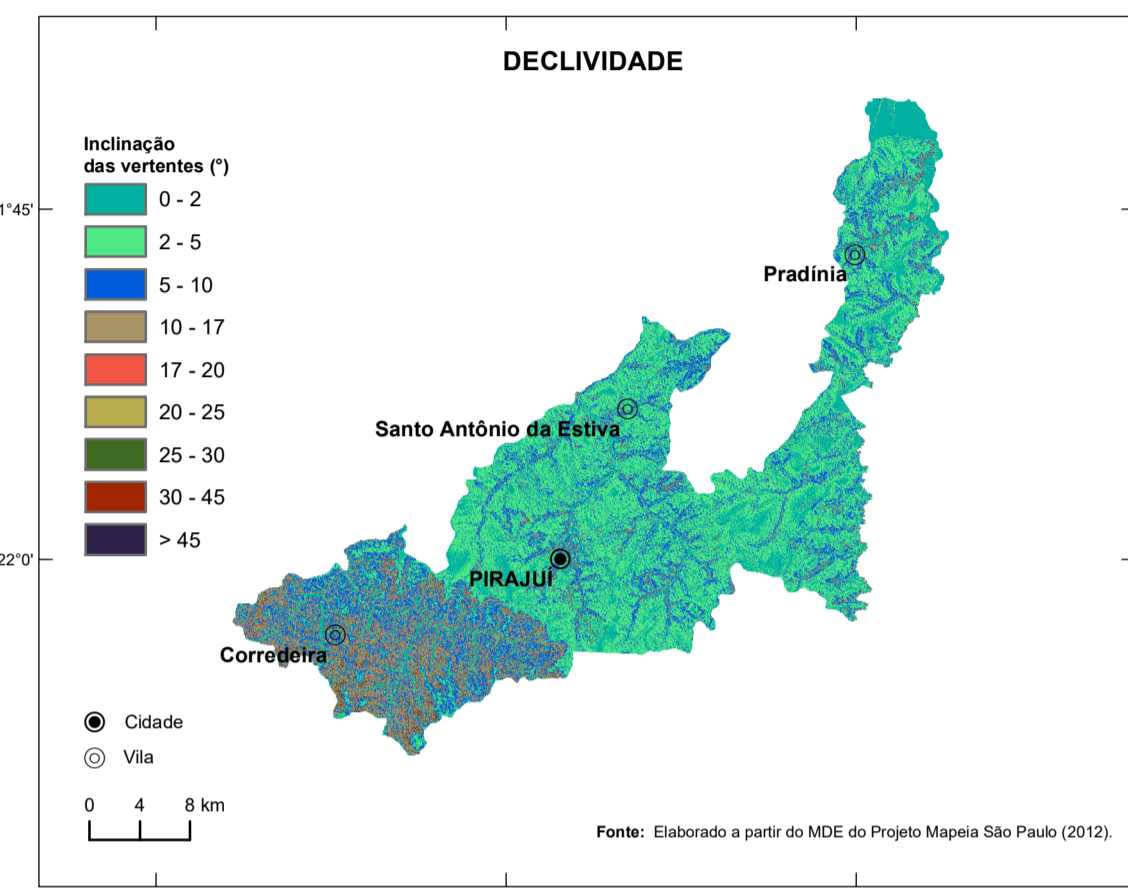 DECLIVIDADE
Inclinação
das vertentes (°)
0 - 2
2 - 5
5 - 10
10 - 17
17 - 20
20 - 25
25 - 30
30 - 45
> 45
1°45'
22°0'
Pradínia
Santo Antônio da Estiva
PIRAJUÍ
Corredeira
Cidade
Vila
0 4 8 km
Fonte: Elaborado a partir do MDE do Projeto Mapeia São Paulo (2012).